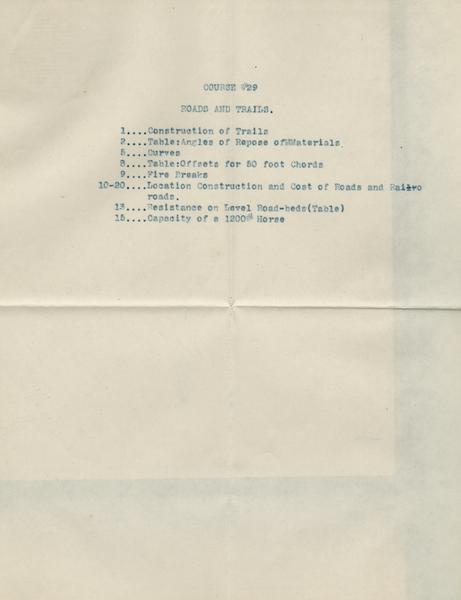 COURSE #29
ROADS AND TRAILS.
1....Construction of Trails
2....Table:Angles of Repose of Materials.
5....Curves
8....Table:Offsets for 50 foot Chords
9....Fire Breaks
10-20....Location Construction and Cost of Roads and Rail
roads.
13....Resistance on Level Road-beds(Table)
15....Capacity of a 1200# Horse